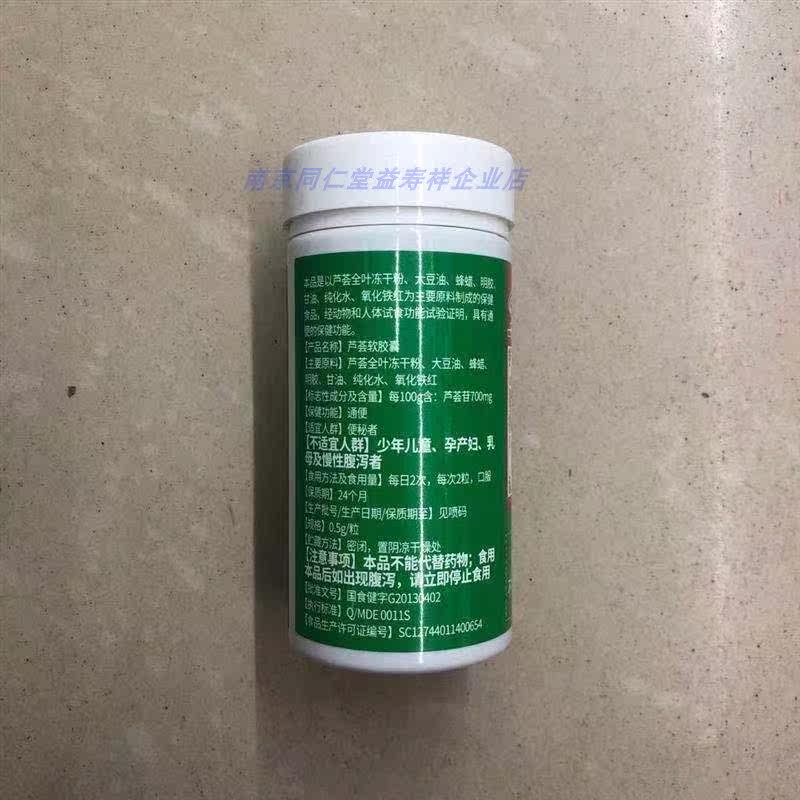 南京同仁堂益寿祥企业店
本品是以芦荟全叶冻干粉、大豆油、蜂蜡、明胶、
甘油、纯化水、氧化铁红为主要原料制成的保健
食品，经动物和人体试食功能试验证明，具有通
便的保健功能。
【产品名称】芦荟软胶囊
【主要原料】芦荟全叶冻干粉、大豆油、蜂蜡、
明胶、甘油、纯化水、氧化铁红
【标志性成分及含量】每100g含：芦荟苷700mg
【保健功能】通便
【适宜人群】便秘者
【不适宜人群】少年儿童、孕产妇、乳
母及慢性腹泻者
【食用方法及食用量】每日2次，每次2粒，口服
【保质期】24个月
【生产批号/生产日期/保质期至】见喷码
【规格】0.5g/粒
【贮藏方法】密闭，置阴凉干燥处
【注意事项】本品不能代替药物；食用
本品后如出现腹泻，请立即停止食用
【批准文号】国食健字G20130402
【执行标准】Q/MDE 0011S
【食品生产许可证编号】SC12744011400654